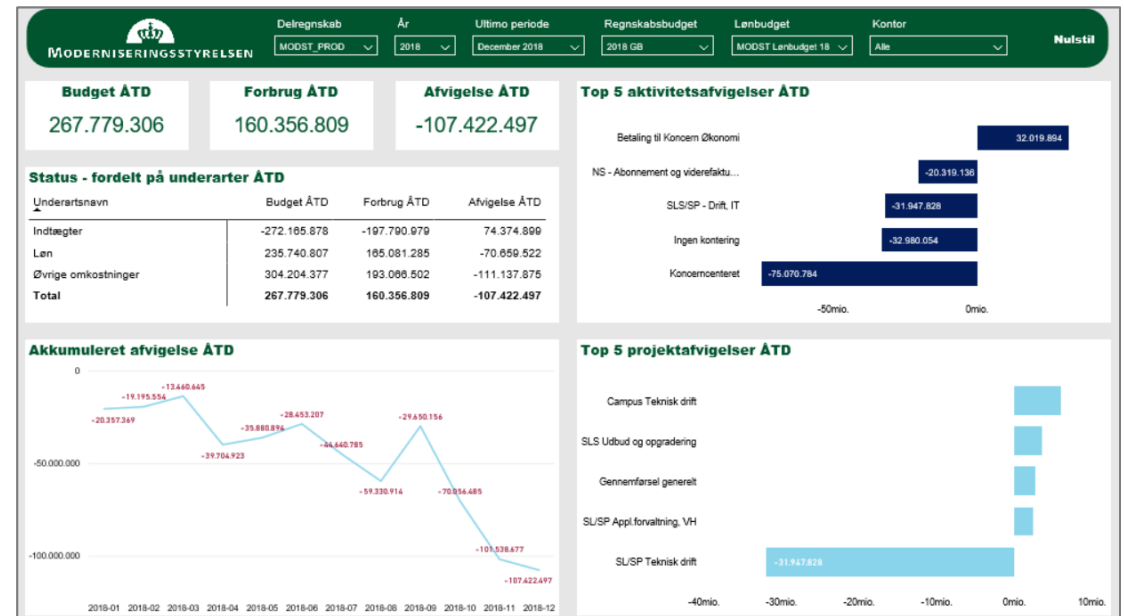 MODERNISERINGSSTYRELSEN
Delregnskab
MODST_PROD
År
2018
Ultimo periode
December 2018
Regnskabsbudget
2018 GB
Lønbudget
MODST Lønbudget 18
Kontor
Alle
Nulstil
Budget ÅTD
267.779.306
Forbrug ÅTD
160.356.809
Afvigelse ÅTD
-107.422.497
Status - fordelt på underarter ÅTD
Underartsnavn Budget ÅTD Forbrug ÅTD Afvigelse ÅTD
Indtægter -272.165.878 -197.790.979 74.374.899
Løn 235.740.807 165.081.285 -70.659.522
Øvrige omkostninger 304.204.377 193.066.502 -111.137.875
Total 267.779.306 160.356.809 -107.422.497
Top 5 aktivitetsafvigelser ÅTD
Betaling til Koncern Økonomi 32.019.894
NS - Abonnement og viderefaktu... -20.319.136
SLS/SP - Drift, IT -31.947.828
Ingen kontering -32.980.054
Koncerncenteret -75.070.784
-50mio. 0mio.
Akkumuleret afvigelse ÅTD
0
-50.000.000
-100.000.000
-20.357.369
-19.195.554
-13.460.645
-39.704.923
-35.880.894
-28.453.207
-44.640.785
-59.330.914
-29.650.156
-70.056.485
-101.538.677
-107.422.497
2018-01 2018-02 2018-03 2018-04 2018-05 2018-06 2018-07 2018-08 2018-09 2018-10 2018-11 2018-12
Top 5 projektafvigelser ÅTD
Campus Teknisk drift
SLS Udbud og opgradering
Gennemførsel generelt
SL/SP Appl.forvaltning, VH
SL/SP Teknisk drift -31.947.828
-40mio. -30mio. -20mio. -10mio. 0mio. 10mio.